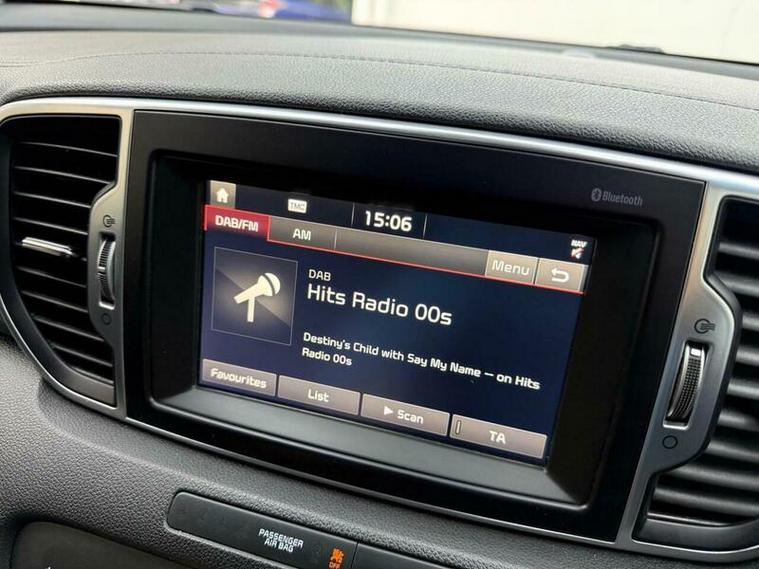 Bluetooth
TMC
15:06
DAB/FM
AM
NAV
Menu
DAB
Hits Radio 00s
Destiny's Child with Say My Name – on Hits
Radio 00s
Favourites
List
Scan
TA
PASSENGER
AIR BAG
OFF